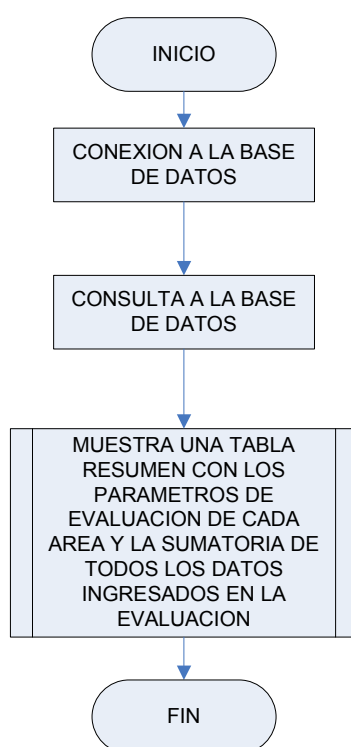 INICIO
CONEXION A LA BASE
DE DATOS
CONSULTA A LA BASE
DE DATOS
MUESTRA UNA TABLA
RESUMEN CON LOS
PARAMETROS DE
EVALUACION DE CADA
AREA Y LA SUMATORIA DE
TODOS LOS DATOS
INGRESADOS EN LA
EVALUACION
FIN